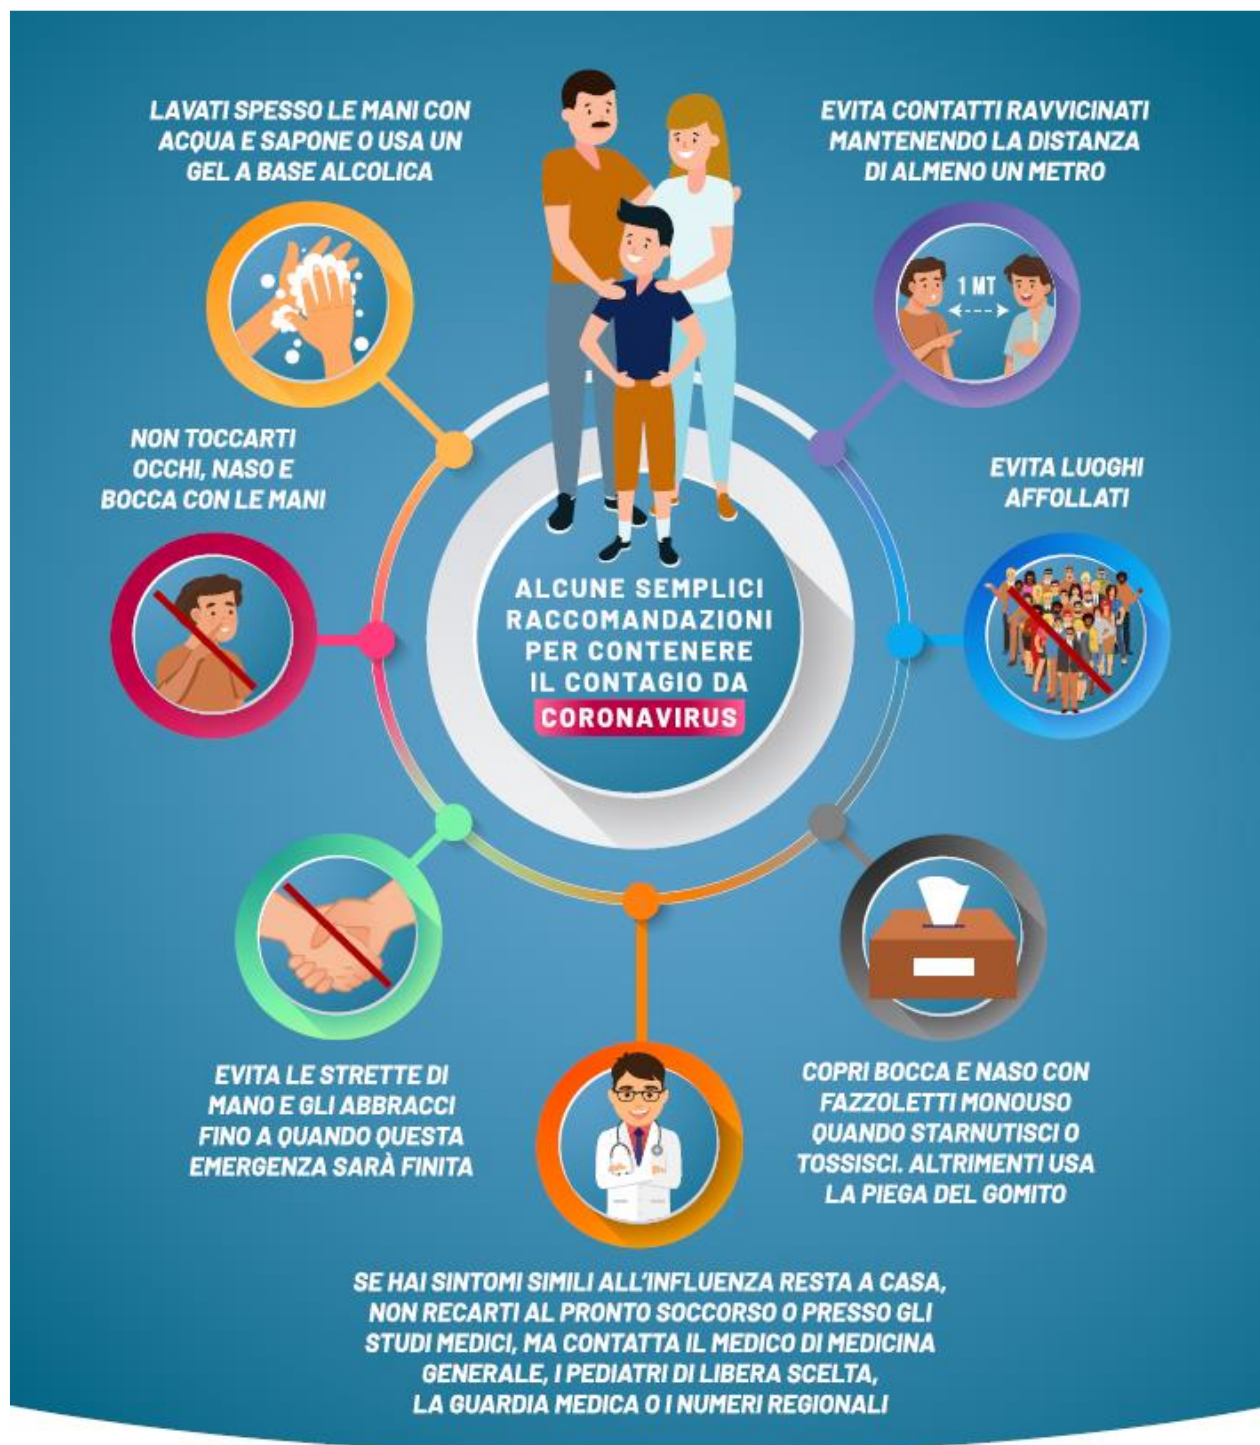 LAVATI SPESSO LE MANI CON
ACQUA E SAPONE O USA UN
GEL A BASE ALCOLICA
EVITA CONTATTI RAVVICINATI
MANTENENDO LA DISTANZA
DI ALMENO UN METRO
1 MT
NON TOCCARTI
OCCHI, NASO E
BOCCA CON LE MANI
EVITA LUOGHI
AFFOLLATI
ALCUNE SEMPLICI
RACCOMANDAZIONI
PER CONTENERE
IL CONTAGIO DA
CORONAVIRUS
EVITA LE STRETTE DI
MANO E GLI ABBRACCI
FINO A QUANDO QUESTA
EMERGENZA SARÀ FINITA
COPRI BOCCA E NASO CON
FAZZOLETTI MONOUSO
QUANDO STARNUTISCI O
TOSSISCI. ALTRIMENTI USA
LA PIEGA DEL GOMITO
SE HAI SINTOMI SIMILI ALL'INFLUENZA RESTA A CASA,
NON RECARTI AL PRONTO SOCCORSO O PRESSO GLI
STUDI MEDICI, MA CONTATTA IL MEDICO DI MEDICINA
GENERALE, I PEDIATRI DI LIBERA SCELTA,
LA GUARDIA MEDICA O I NUMERI REGIONALI